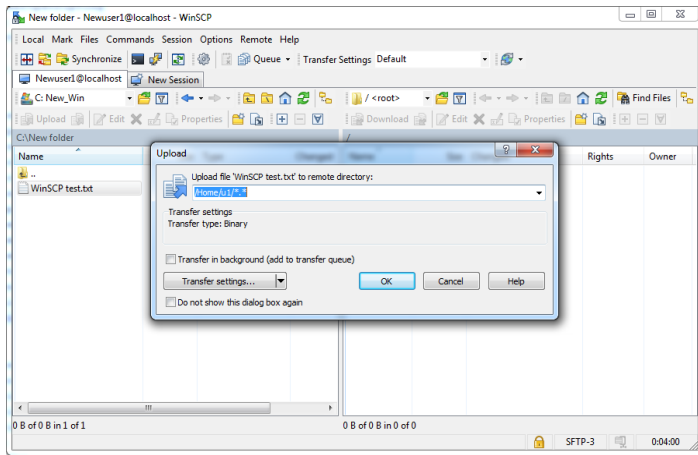 New folder - Newuser1@localhost - WinSCP
Local Mark Files Commands Session Options Remote Help
Synchronize Queue Transfer Settings Default
Newuser1@localhost New Session
C: New_Win / <root> Find Files
Upload Edit Properties Download Edit Properties
C:\New folder /
Name Changed Rights Owner
..
WinSCP test.txt
Upload
Upload file 'WinSCP test.txt' to remote directory:
/Home/u1/*.*
Transfer settings
Transfer type: Binary
Transfer in background (add to transfer queue)
Transfer settings... OK Cancel Help
Do not show this dialog box again
0 B of 0 B in 1 of 1 0 B of 0 B in 0 of 0
SFTP-3 0:04:00